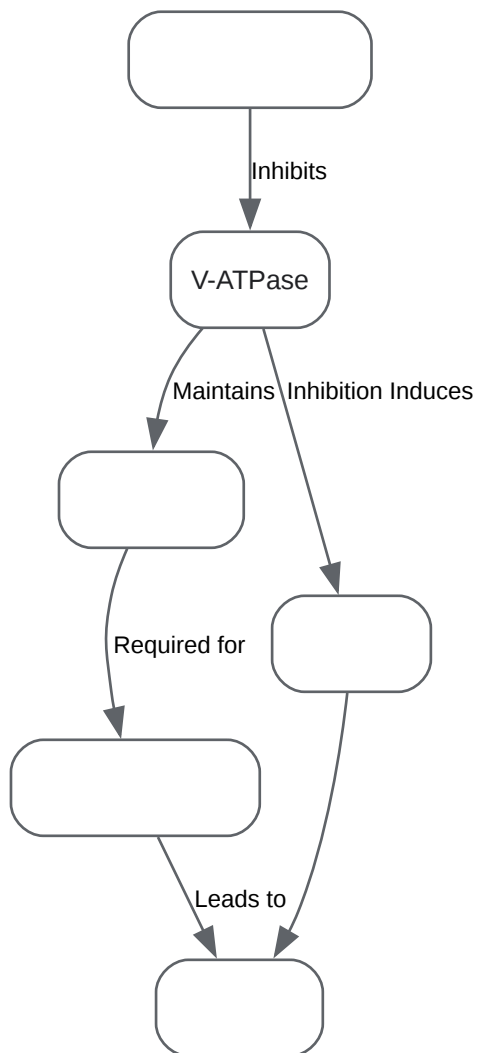 Inhibits
V-ATPase
Maintains
Inhibition Induces
Required for
Leads to